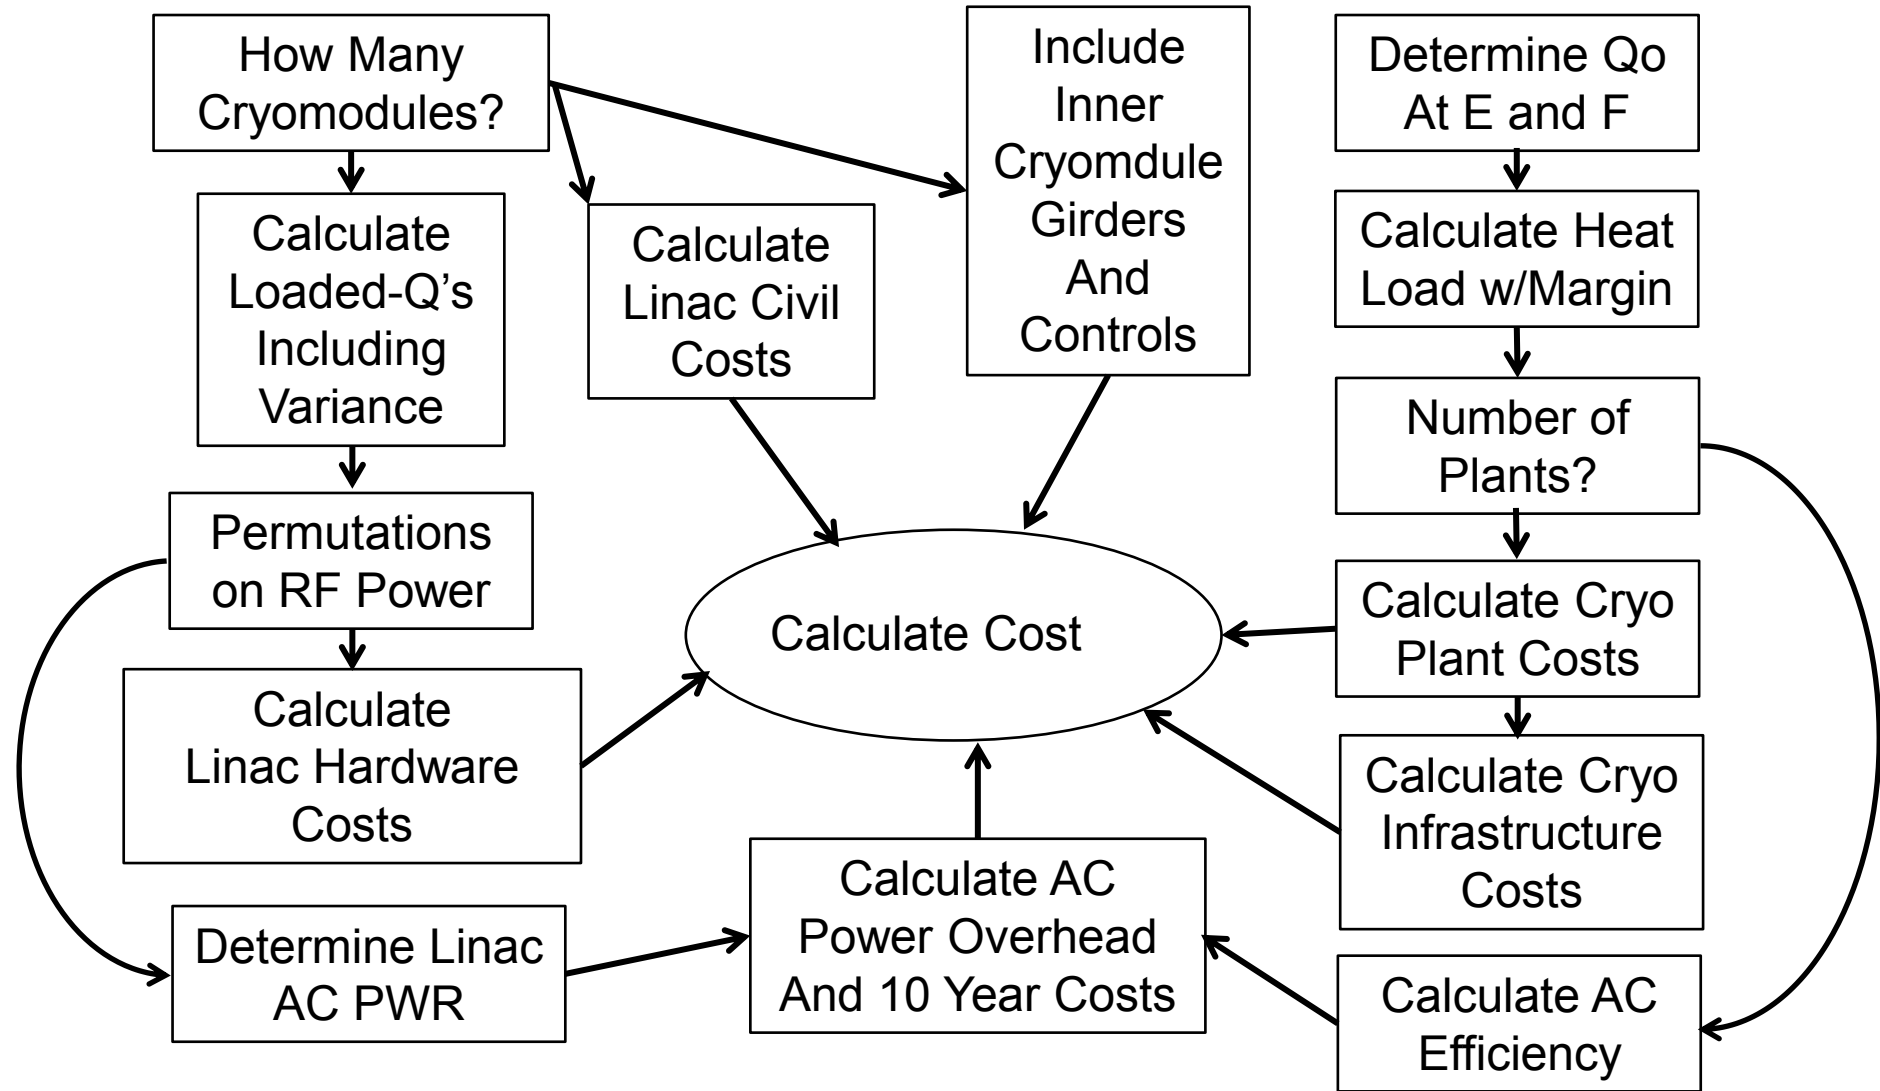 How Many
Cryomodules?
Include
Inner
Cryomdule
Girders
And
Controls
Determine Qo
At E and F
Calculate
Loaded-Q’s
Including
Variance
Calculate
Linac Civil
Costs
Calculate Heat
Load w/Margin
Number of
Plants?
Permutations
on RF Power
Calculate Cost
Calculate Cryo
Plant Costs
Calculate
Linac Hardware
Costs
Calculate Cryo
Infrastructure
Costs
Determine Linac
AC PWR
Calculate AC
Power Overhead
And 10 Year Costs
Calculate AC
Efficiency